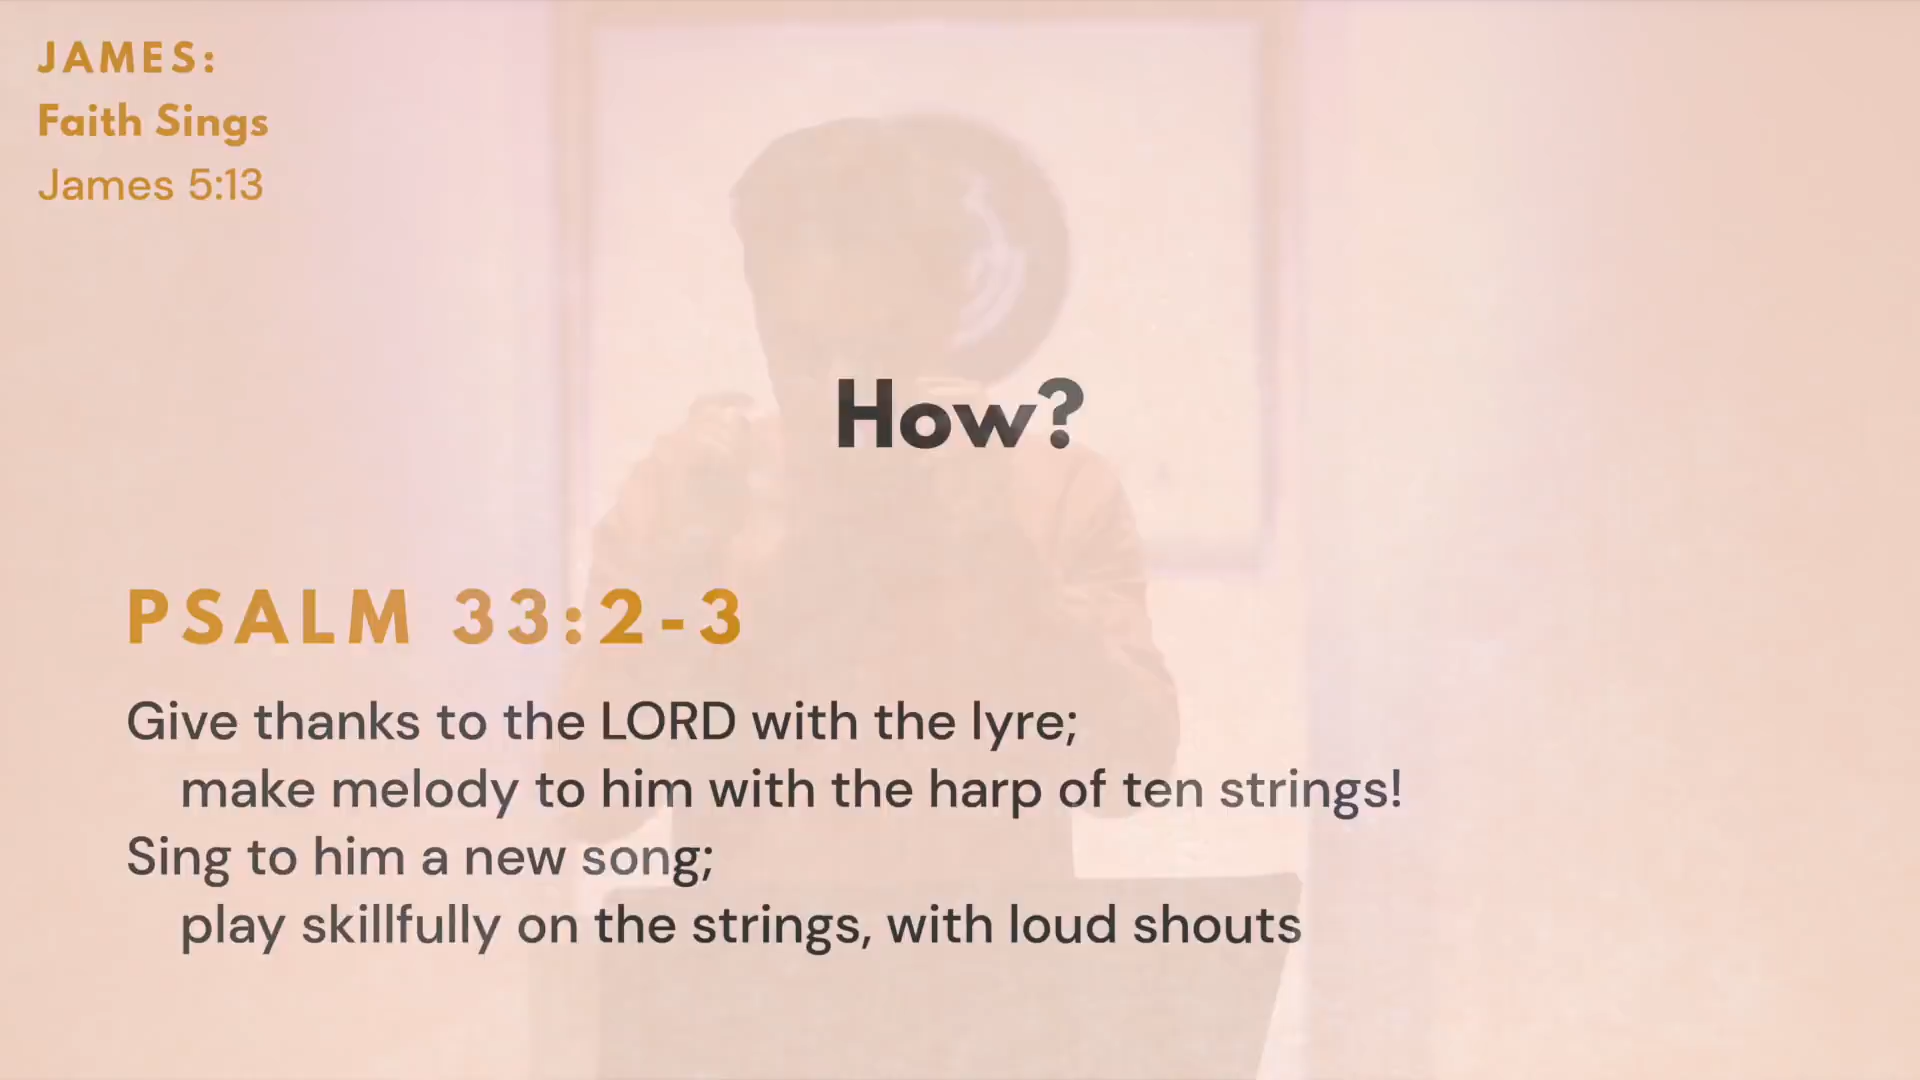 JAMES:
Faith Sings
James 5:13
How?
PSALM 33:2-3
Give thanks to the LORD with the lyre;
make melody to him with the harp of ten strings!
Sing to him a new song;
play skillfully on the strings, with loud shouts